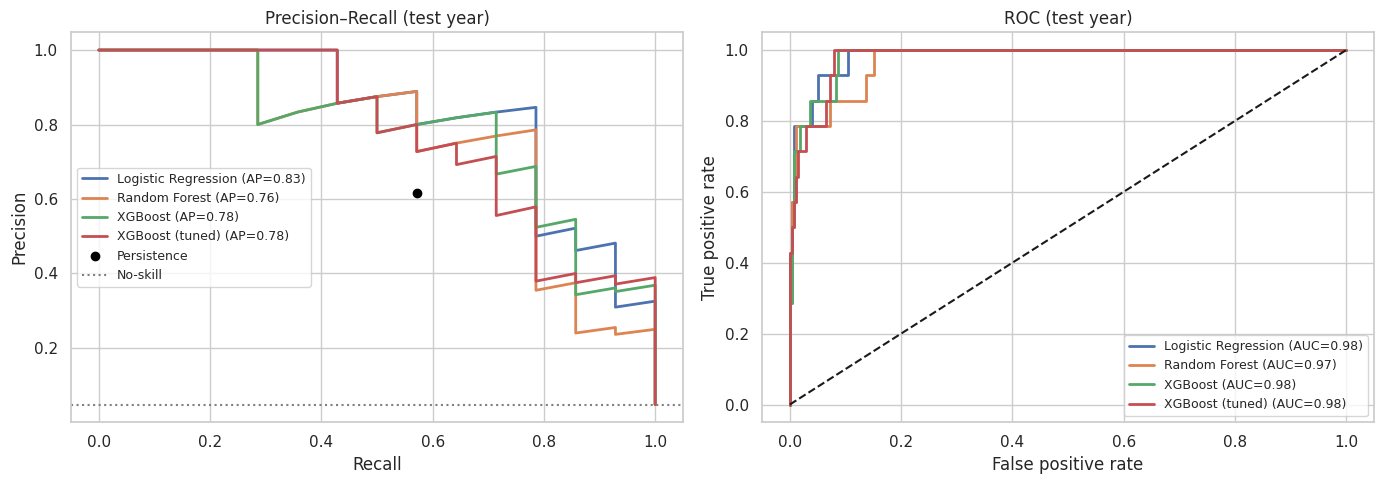 Precision–Recall (test year)
1.0
0.8
0.6
0.4
0.2
Precision
Logistic Regression (AP=0.83)
Random Forest (AP=0.76)
XGBoost (AP=0.78)
XGBoost (tuned) (AP=0.78)
Persistence
No-skill
0.0 0.2 0.4 0.6 0.8 1.0
Recall
ROC (test year)
1.0
0.8
0.6
0.4
0.2
0.0
True positive rate
Logistic Regression (AUC=0.98)
Random Forest (AUC=0.97)
XGBoost (AUC=0.98)
XGBoost (tuned) (AUC=0.98)
0.0 0.2 0.4 0.6 0.8 1.0
False positive rate